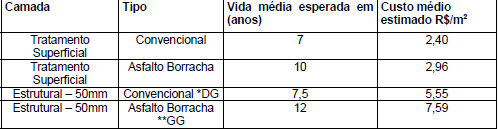 Camada Tipo Vida média esperada em (anos) Custo médio estimado R$/m²
Tratamento Superficial Convencional 7 2,40
Tratamento Superficial Asfalto Borracha 10 2,96
Estrutural – 50mm Convencional *DG 7,5 5,55
Estrutural – 50mm Asfalto Borracha **GG 12 7,59